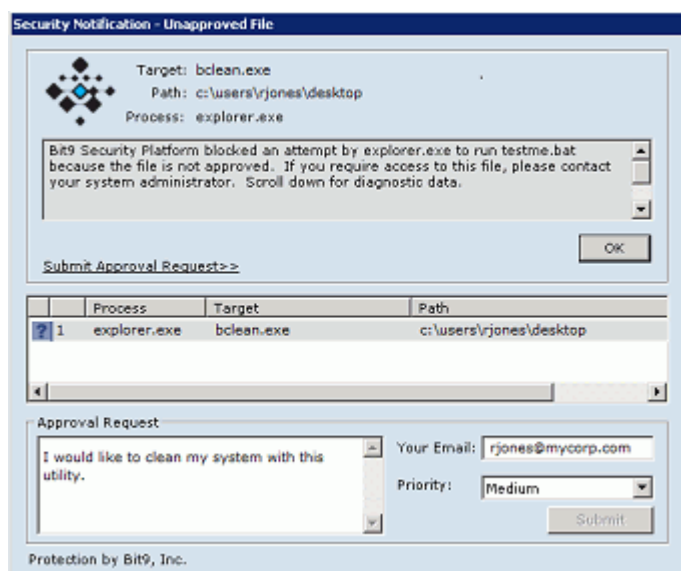 Security Notification - Unapproved File
Target: bclean.exe
Path: c:\users\rjones\desktop
Process: explorer.exe
Bit9 Security Platform blocked an attempt by explorer.exe to run testme.bat
because the file is not approved. If you require access to this file, please contact
your system administrator. Scroll down for diagnostic data.
OK
Submit Approval Request>>
Process Target Path
? 1 explorer.exe bclean.exe c:\users\rjones\desktop
Approval Request
I would like to clean my system with this
utility.
Your Email: rjones@mycorp.com
Priority: Medium
Submit
Protection by Bit9, Inc.